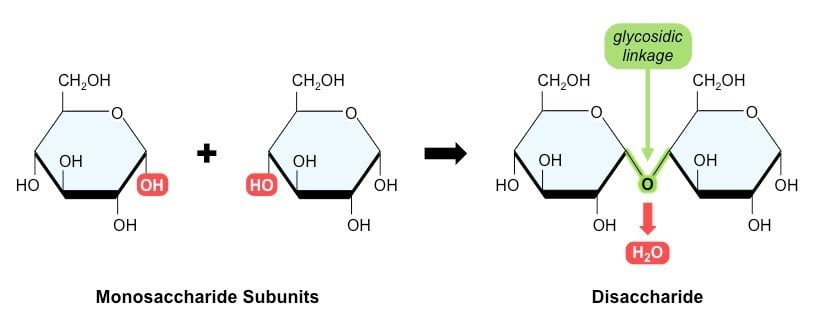 glycosidic
linkage
CH₂OH
O
OH
HO
OH
OH
+
CH₂OH
O
OH
HO
OH
OH
CH₂OH
O
OH
HO
OH
O
CH₂OH
O
OH
OH
OH
H₂O
Monosaccharide Subunits
Disaccharide